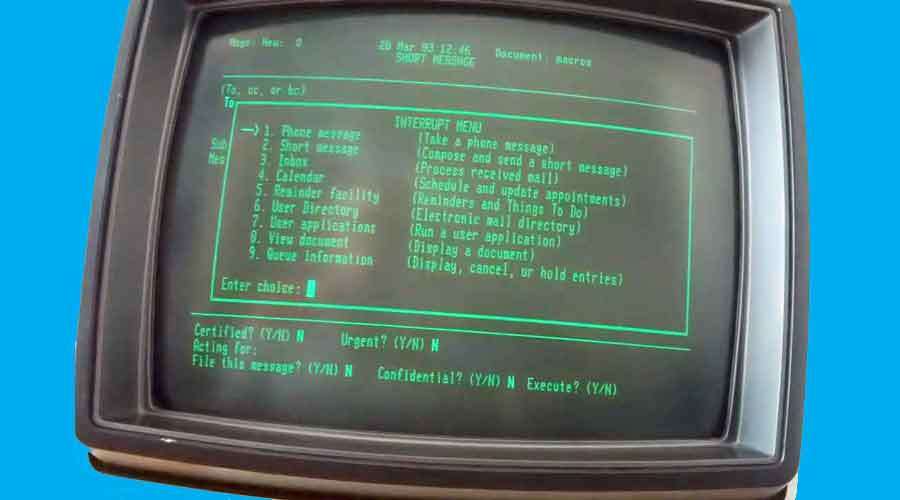 Msgs: New: 0 20 Mar 93 12:46 Document: macros
SHORT MESSAGE
(To, cc, or bc)
To
INTERRUPT MENU
1. Phone message (Take a phone message)
2. Short message (Compose and send a short message)
3. Inbox (Process received mail)
4. Calendar (Schedule and update appointments)
5. Reminder facility (Reminders and Things To Do)
6. User Directory (Electronic mail directory)
7. User applications (Run a user application)
8. View document (Display a document)
9. Queue information (Display, cancel, or hold entries)
Sub
Mes
Enter choice:
Certified? (Y/N) N Urgent? (Y/N) N
Acting for:
File this message? (Y/N) N Confidential? (Y/N) N Execute? (Y/N)